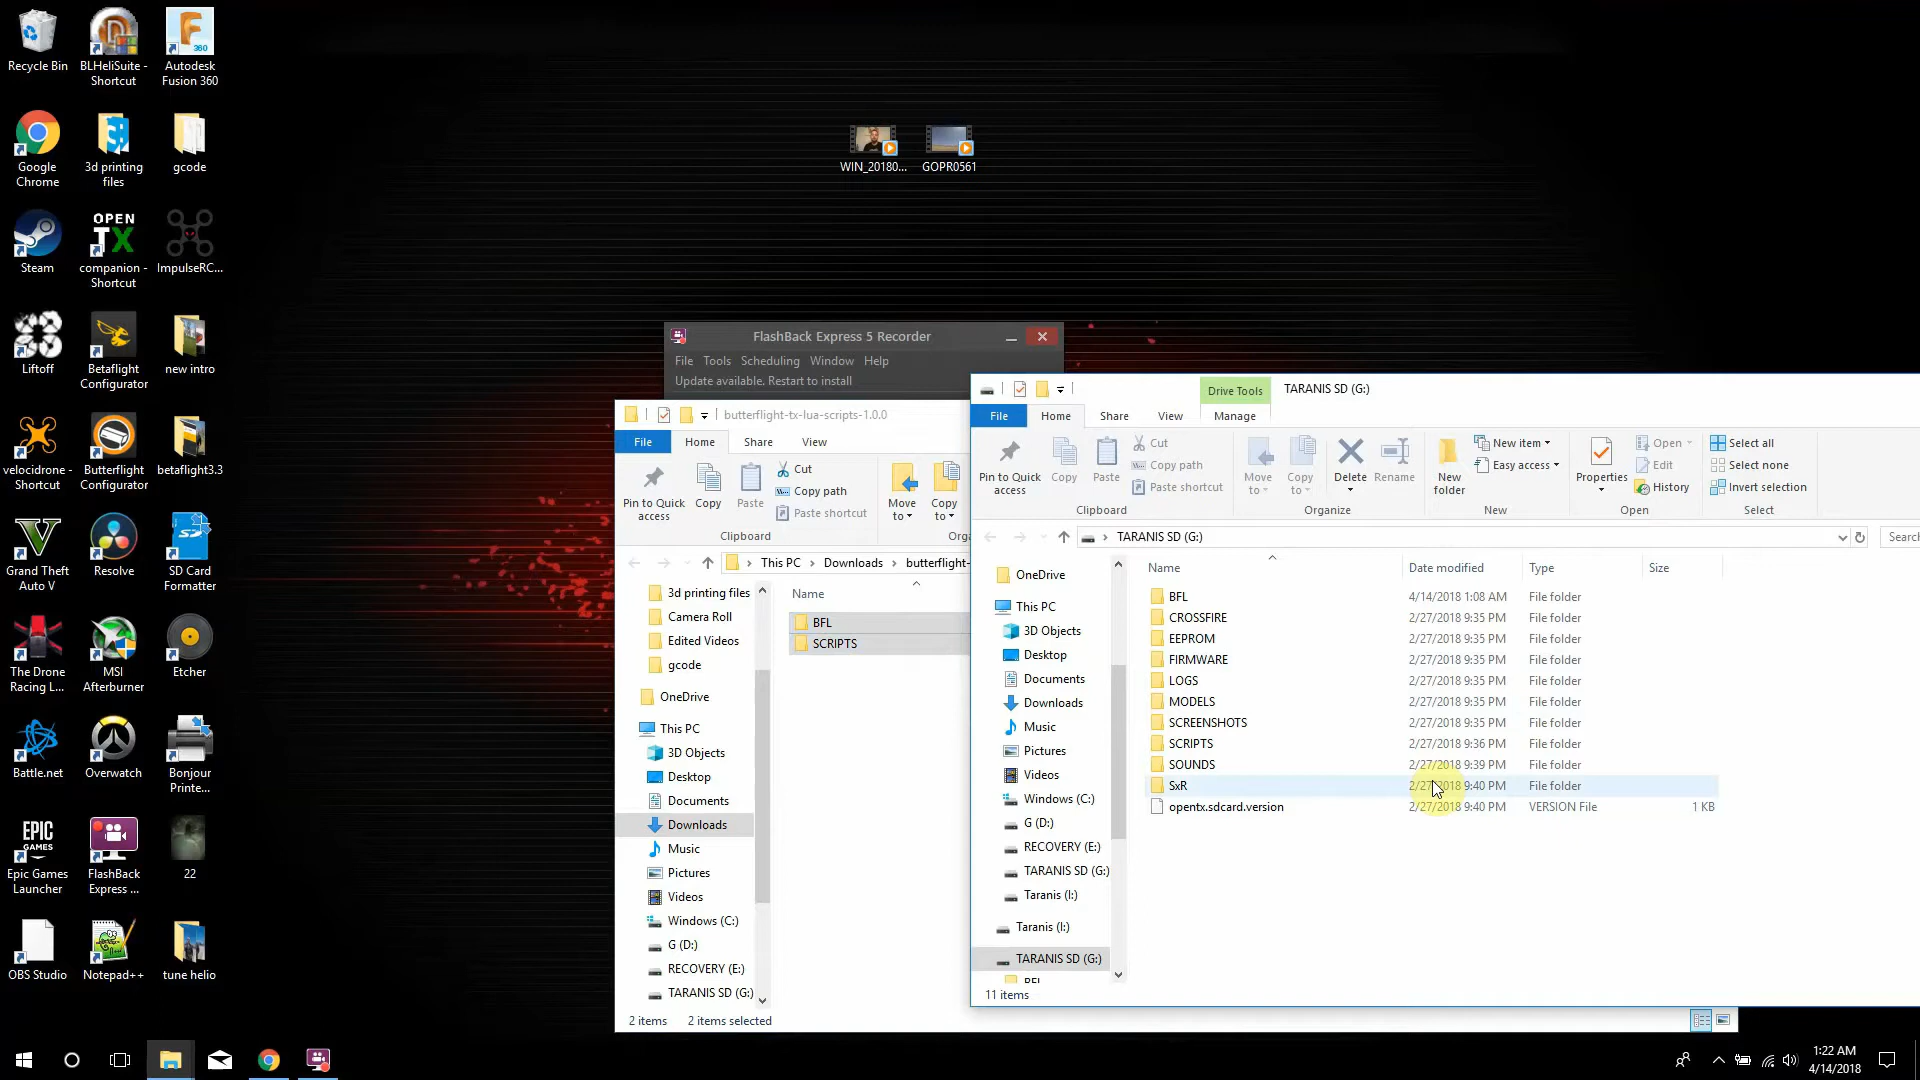 Recycle Bin
BLHeliSuite -
Shortcut
Autodesk
Fusion 360
360
Google
Chrome
3d printing
files
gcode
Steam
OPEN
TX
companion -
Shortcut
ImpulseRC...
Liftoff
Betaflight
Configurator
new intro
velocidrone -
Shortcut
Butterflight
Configurator
betaflight3.3
Grand Theft
Auto V
Resolve
SD
SD Card
Formatter
The Drone
Racing L...
MSI
Afterburner
Etcher
Battle.net
Overwatch
Bonjour
Printe...
EPIC
GAMES
Epic Games
Launcher
FlashBack
Express ...
22
OBS Studio
Notepad++
tune helio
WIN_20180...
GOPR0561
FlashBack Express 5 Recorder
File Tools Scheduling Window Help
Update available. Restart to install
butterflight-tx-lua-scripts-1.0.0
File Home Share View
Pin to Quick
access
Copy
Paste
Cut
Copy path
Paste shortcut
Move
to
Copy
to
Clipboard
Orga
This PC Downloads butterflight-
3d printing files
Camera Roll
Edited Videos
gcode
OneDrive
This PC
3D Objects
Desktop
Documents
Downloads
Music
Pictures
Videos
Windows (C:)
G (D:)
RECOVERY (E:)
TARANIS SD (G:)
Name
BFL
SCRIPTS
2 items 2 items selected
Drive Tools
TARANIS SD (G:)
File Home Share View Manage
Pin to Quick
access
Copy
Paste
Cut
Copy path
Paste shortcut
Clipboard
Move
to
Copy
to
Delete
Rename
Organize
New
folder
New item
Easy access
New
Properties
Open
Edit
History
Open
Select all
Select none
Invert selection
Select
TARANIS SD (G:)
Search
OneDrive
This PC
3D Objects
Desktop
Documents
Downloads
Music
Pictures
Videos
Windows (C:)
G (D:)
RECOVERY (E:)
TARANIS SD (G:)
Taranis (I:)
Taranis (I:)
TARANIS SD (G:)
BFL
Name Date modified Type Size
BFL 4/14/2018 1:08 AM File folder
CROSSFIRE 2/27/2018 9:35 PM File folder
EEPROM 2/27/2018 9:35 PM File folder
FIRMWARE 2/27/2018 9:35 PM File folder
LOGS 2/27/2018 9:35 PM File folder
MODELS 2/27/2018 9:35 PM File folder
SCREENSHOTS 2/27/2018 9:35 PM File folder
SCRIPTS 2/27/2018 9:36 PM File folder
SOUNDS 2/27/2018 9:39 PM File folder
SxR 2/27/2018 9:40 PM File folder
opentx.sdcard.version 2/27/2018 9:40 PM VERSION File 1 KB
11 items
1:22 AM
4/14/2018